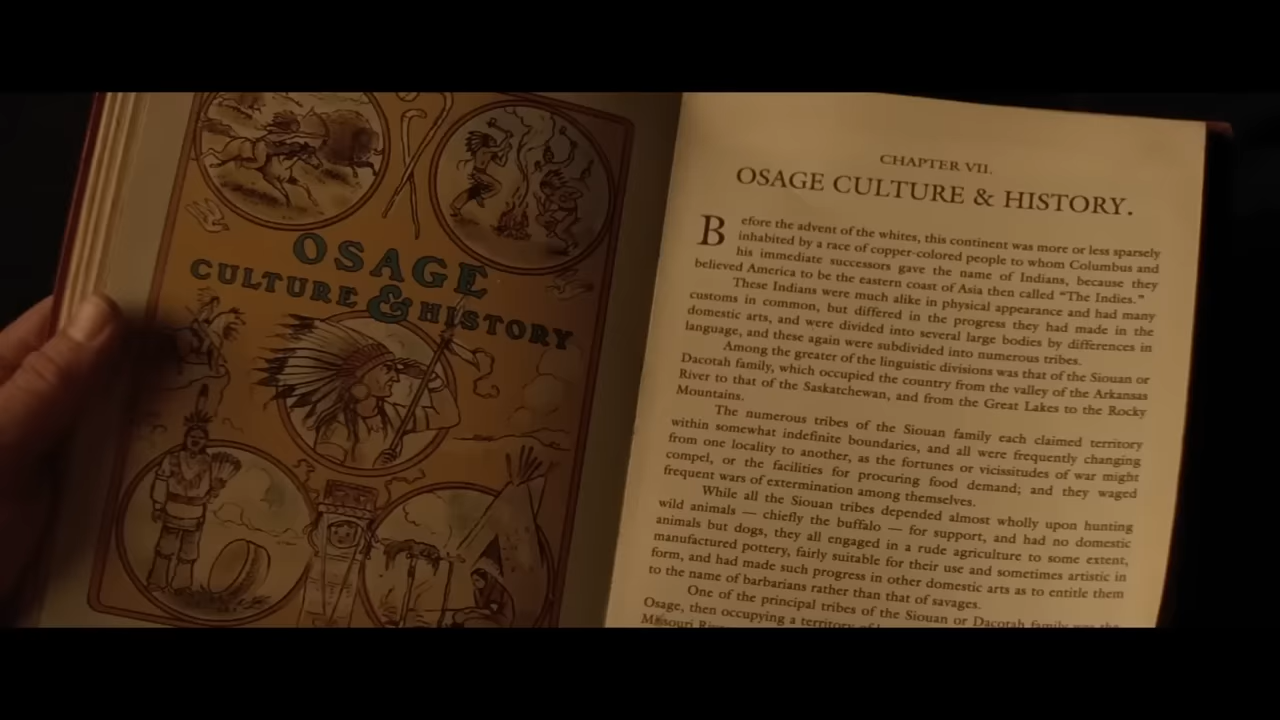 OSAGE
CULTURE & HISTORY
CHAPTER VII.
OSAGE CULTURE & HISTORY.
Before the advent of the whites, this continent was more or less sparsely
inhabited by a race of copper-colored people to whom Columbus and
his immediate successors gave the name of Indians, because they
believed America to be the eastern coast of Asia then called “The Indies.”
These Indians were much alike in physical appearance and had many
customs in common, but differed in the progress they had made in the
domestic arts, and were divided into several large bodies by differences in
language, and these again were subdivided into numerous tribes.
Among the greater of the linguistic divisions was that of the Siouan or
Dacotah family, which occupied the country from the valley of the Arkansas
River to that of the Saskatchewan, and from the Great Lakes to the Rocky
Mountains.
The numerous tribes of the Siouan family each claimed territory
within somewhat indefinite boundaries, and all were frequently changing
from one locality to another, as the fortunes or vicissitudes of war might
compel, or the facilities for procuring food demand; and they waged
frequent wars of extermination among themselves.
While all the Siouan tribes depended almost wholly upon hunting
wild animals — chiefly the buffalo — for support, and had no domestic
animals but dogs, they all engaged in a rude agriculture to some extent,
manufactured pottery, fairly suitable for their use and sometimes artistic in
form, and had made such progress in other domestic arts as to entitle them
to the name of barbarians rather than that of savages.
One of the principal tribes of the Siouan or Dacotah family was the
Osage, then occupying a territory of
Missouri